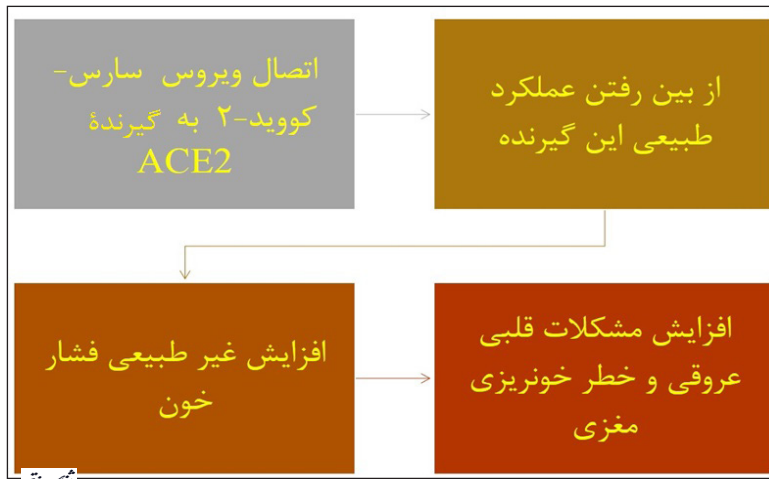 اتصال ویروس سارس-
کووید-۲ به گیرندهٔ
ACE2
از بین رفتن عملکرد
طبیعی این گیرنده
افزایش غیر طبیعی فشار
خون
افزایش مشکلات قلبی
عروقی و خطر خونریزی
مغزی